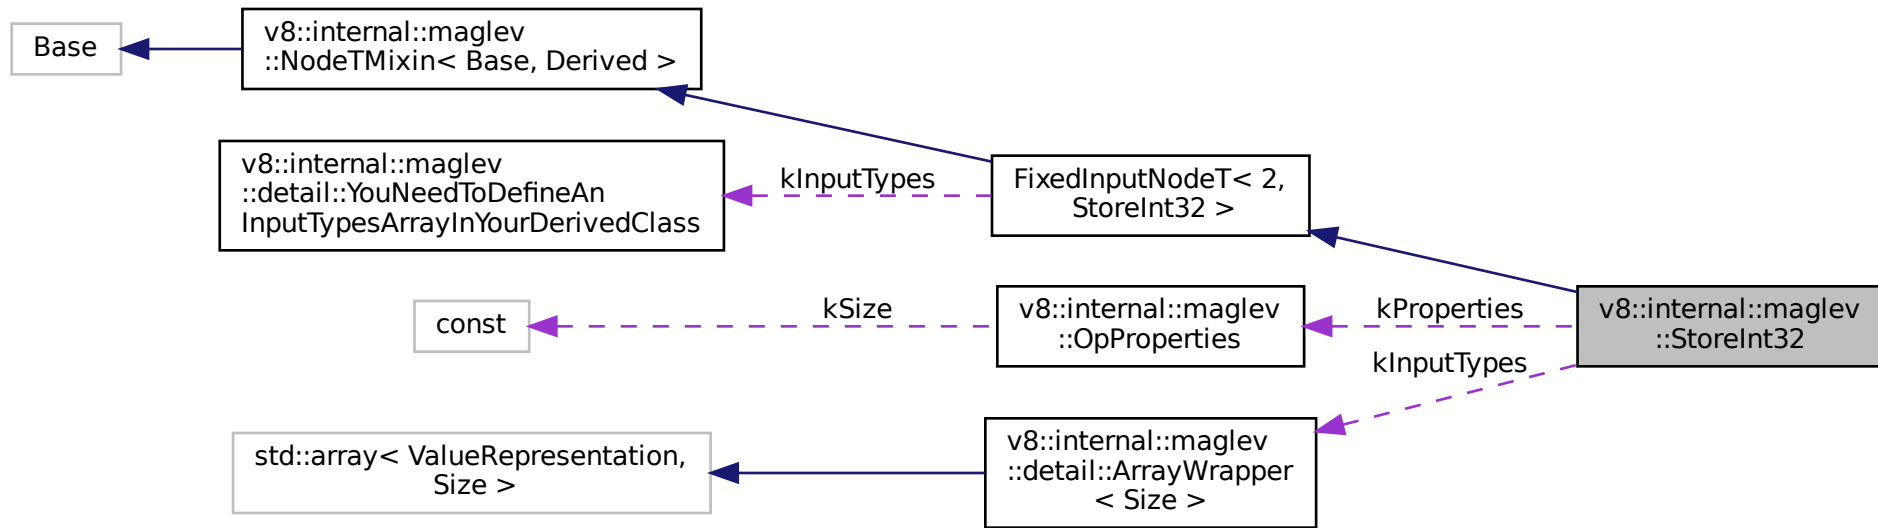 Base
v8::internal::maglev
::NodeTMixin< Base, Derived >
v8::internal::maglev
::detail::YouNeedToDefineAn
InputTypesArrayInYourDerivedClass
kInputTypes
FixedInputNodeT< 2,
StoreInt32 >
const
kSize
v8::internal::maglev
::OpProperties
kProperties
v8::internal::maglev
::StoreInt32
kInputTypes
std::array< ValueRepresentation,
Size >
v8::internal::maglev
::detail::ArrayWrapper
< Size >